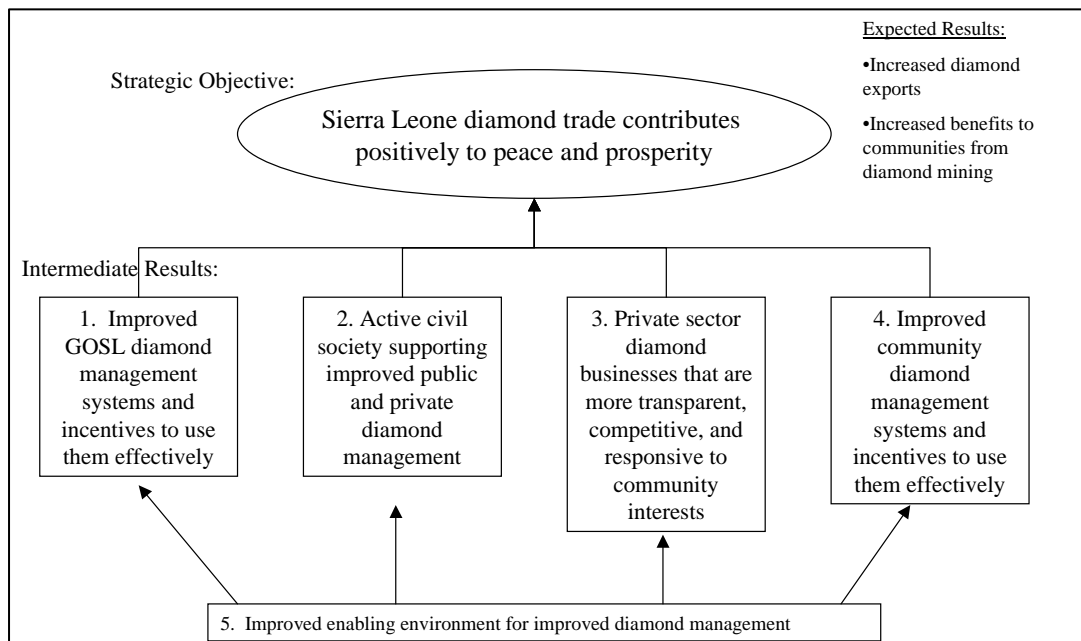 Expected Results:
•Increased diamond
exports
•Increased benefits to
communities from
diamond mining
Strategic Objective:
Sierra Leone diamond trade contributes
positively to peace and prosperity
Intermediate Results:
1. Improved
GOSL diamond
management
systems and
incentives to use
them effectively
2. Active civil
society supporting
improved public
and private
diamond
management
3. Private sector
diamond
businesses that are
more transparent,
competitive, and
responsive to
community
interests
4. Improved
community
diamond
management
systems and
incentives to use
them effectively
5. Improved enabling environment for improved diamond management